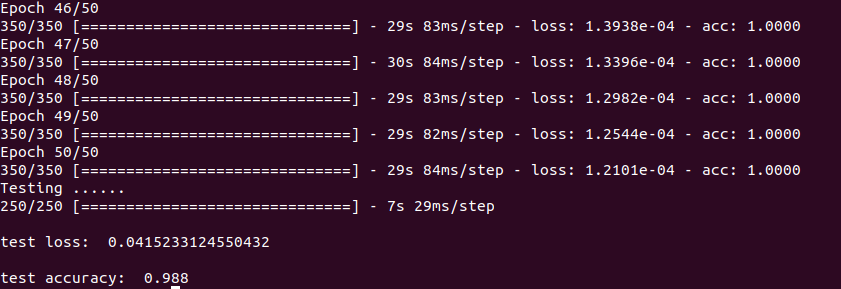 Epoch 46/50
350/350 [==============================] - 29s 83ms/step - loss: 1.3938e-04 - acc: 1.0000
Epoch 47/50
350/350 [==============================] - 30s 84ms/step - loss: 1.3396e-04 - acc: 1.0000
Epoch 48/50
350/350 [==============================] - 29s 83ms/step - loss: 1.2982e-04 - acc: 1.0000
Epoch 49/50
350/350 [==============================] - 29s 82ms/step - loss: 1.2544e-04 - acc: 1.0000
Epoch 50/50
350/350 [==============================] - 29s 84ms/step - loss: 1.2101e-04 - acc: 1.0000
Testing ......
250/250 [==============================] - 7s 29ms/step
test loss:  0.0415233124550432
test accuracy:  0.988